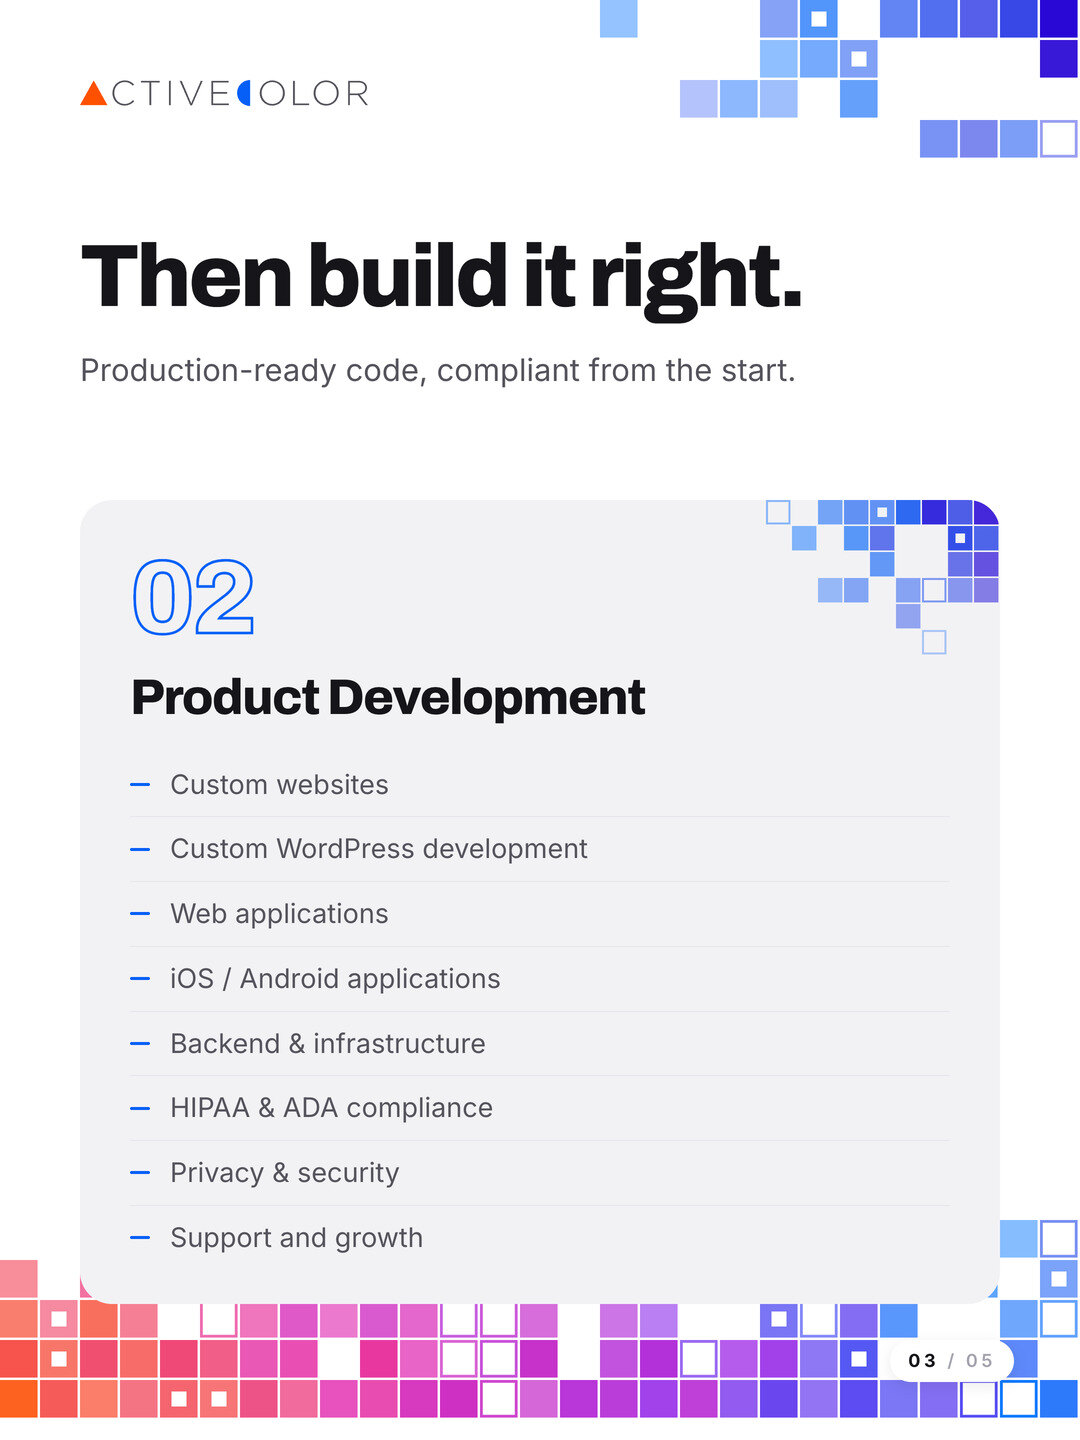 ACTIVECOLOR
Then build it right.
Production-ready code, compliant from the start.
02
Product Development
Custom websites
Custom WordPress development
Web applications
iOS / Android applications
Backend & infrastructure
HIPAA & ADA compliance
Privacy & security
Support and growth
03 / 05